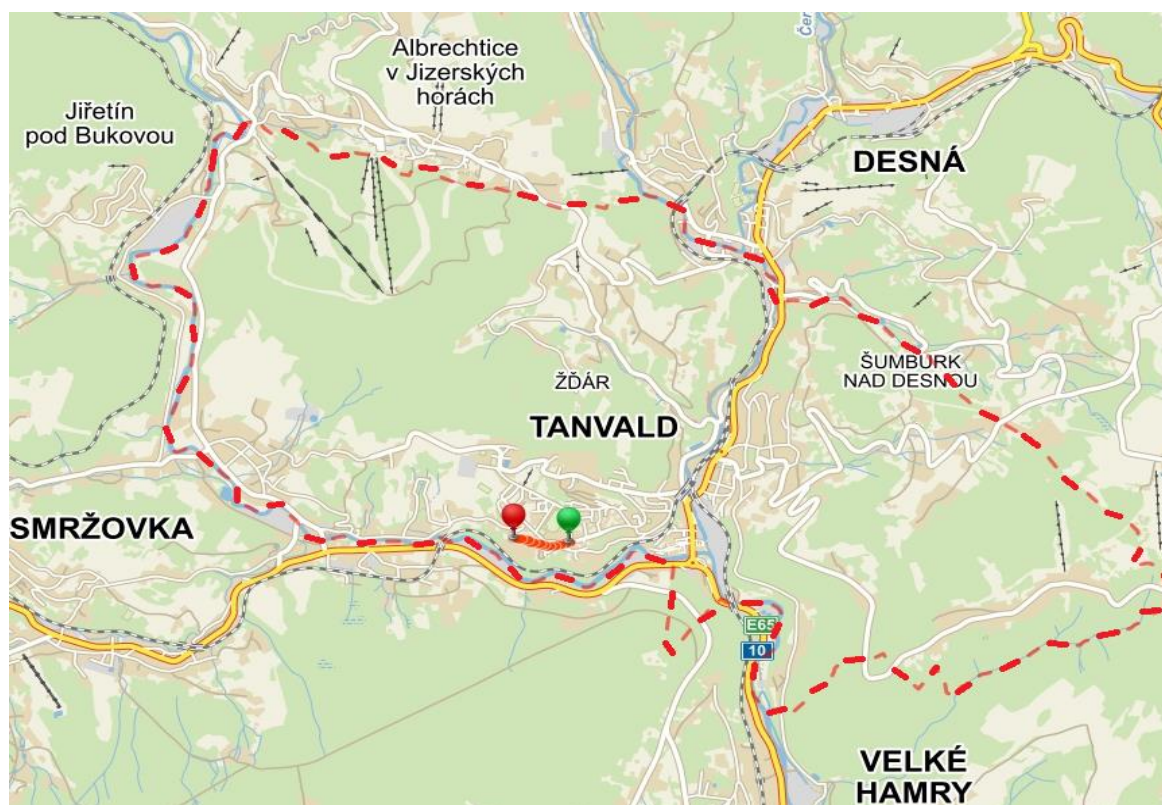 Albrechtice
v Jizerských
horách
Jiřetín
pod Bukovou
DESNÁ
ŠUMBURK
NAD DESNOU
ŽĎÁR
TANVALD
SMRŽOVKA
E65
10
VELKÉ
HAMRY